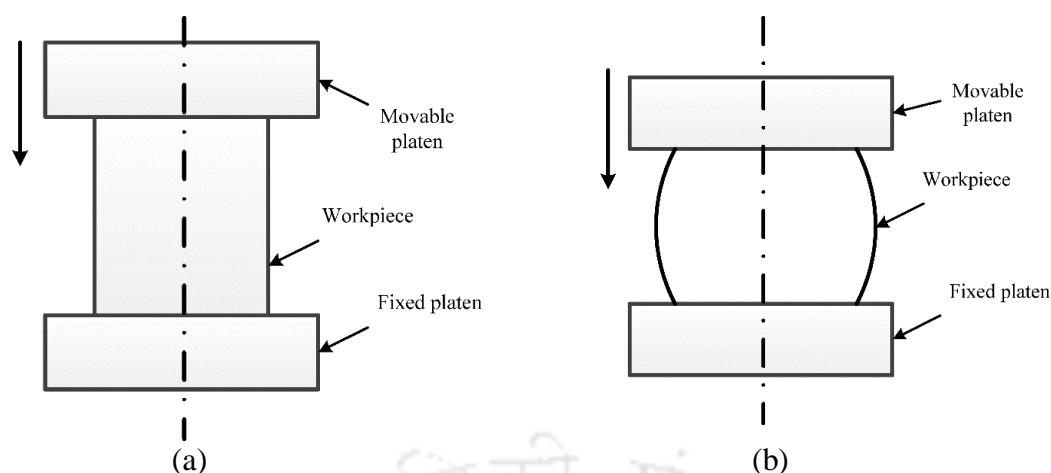 Movable
platen
Workpiece
Fixed platen
(a)
Movable
platen
Workpiece
Fixed platen
(b)